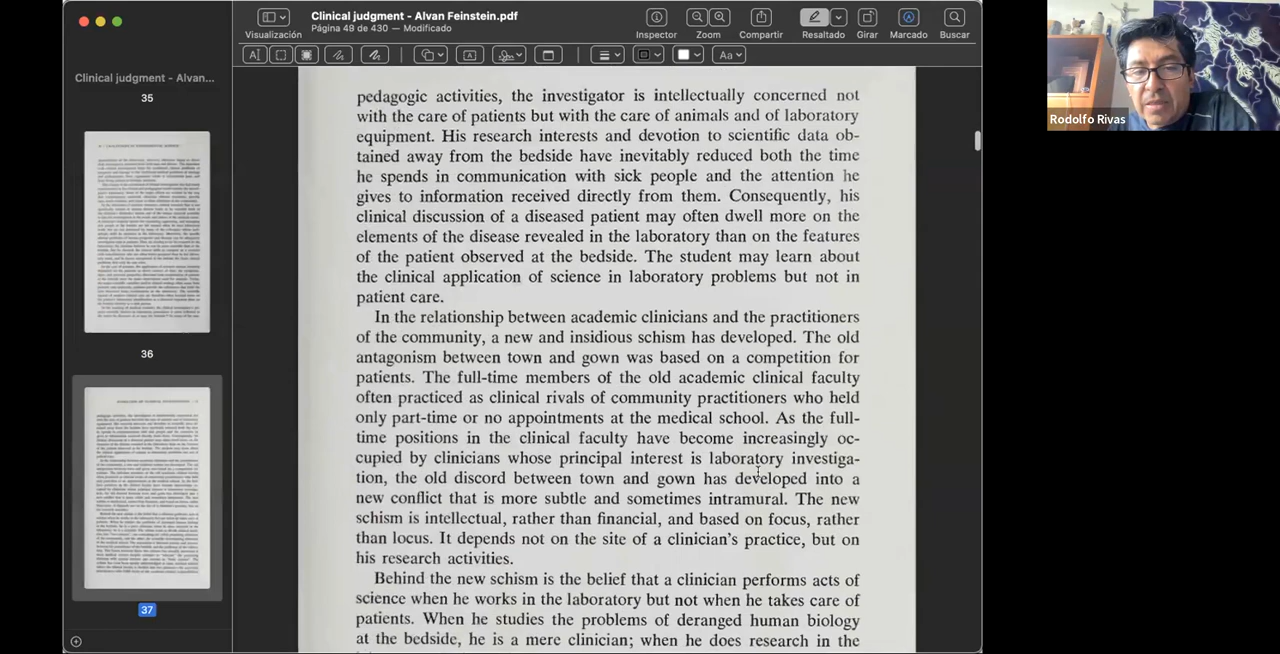 Clinical judgment - Alvan Feinstein.pdf
Página 49 de 430 — Modificado
Visualización
Inspector
Zoom
Compartir
Resaltado
Girar
Marcado
Buscar
Aa
Clinical judgment - Alvan...
35
36
37
pedagogic activities, the investigator is intellectually concerned not
with the care of patients but with the care of animals and of laboratory
equipment. His research interests and devotion to scientific data ob-
tained away from the bedside have inevitably reduced both the time
he spends in communication with sick people and the attention he
gives to information received directly from them. Consequently, his
clinical discussion of a diseased patient may often dwell more on the
elements of the disease revealed in the laboratory than on the features
of the patient observed at the bedside. The student may learn about
the clinical application of science in laboratory problems but not in
patient care.
In the relationship between academic clinicians and the practitioners
of the community, a new and insidious schism has developed. The old
antagonism between town and gown was based on a competition for
patients. The full-time members of the old academic clinical faculty
often practiced as clinical rivals of community practitioners who held
only part-time or no appointments at the medical school. As the full-
time positions in the clinical faculty have become increasingly oc-
cupied by clinicians whose principal interest is laboratory investiga-
tion, the old discord between town and gown has developed into a
new conflict that is more subtle and sometimes intramural. The new
schism is intellectual, rather than financial, and based on focus, rather
than locus. It depends not on the site of a clinician's practice, but on
his research activities.
Behind the new schism is the belief that a clinician performs acts of
science when he works in the laboratory but not when he takes care of
patients. When he studies the problems of deranged human biology
at the bedside, he is a mere clinician; when he does research in the
Rodolfo Rivas